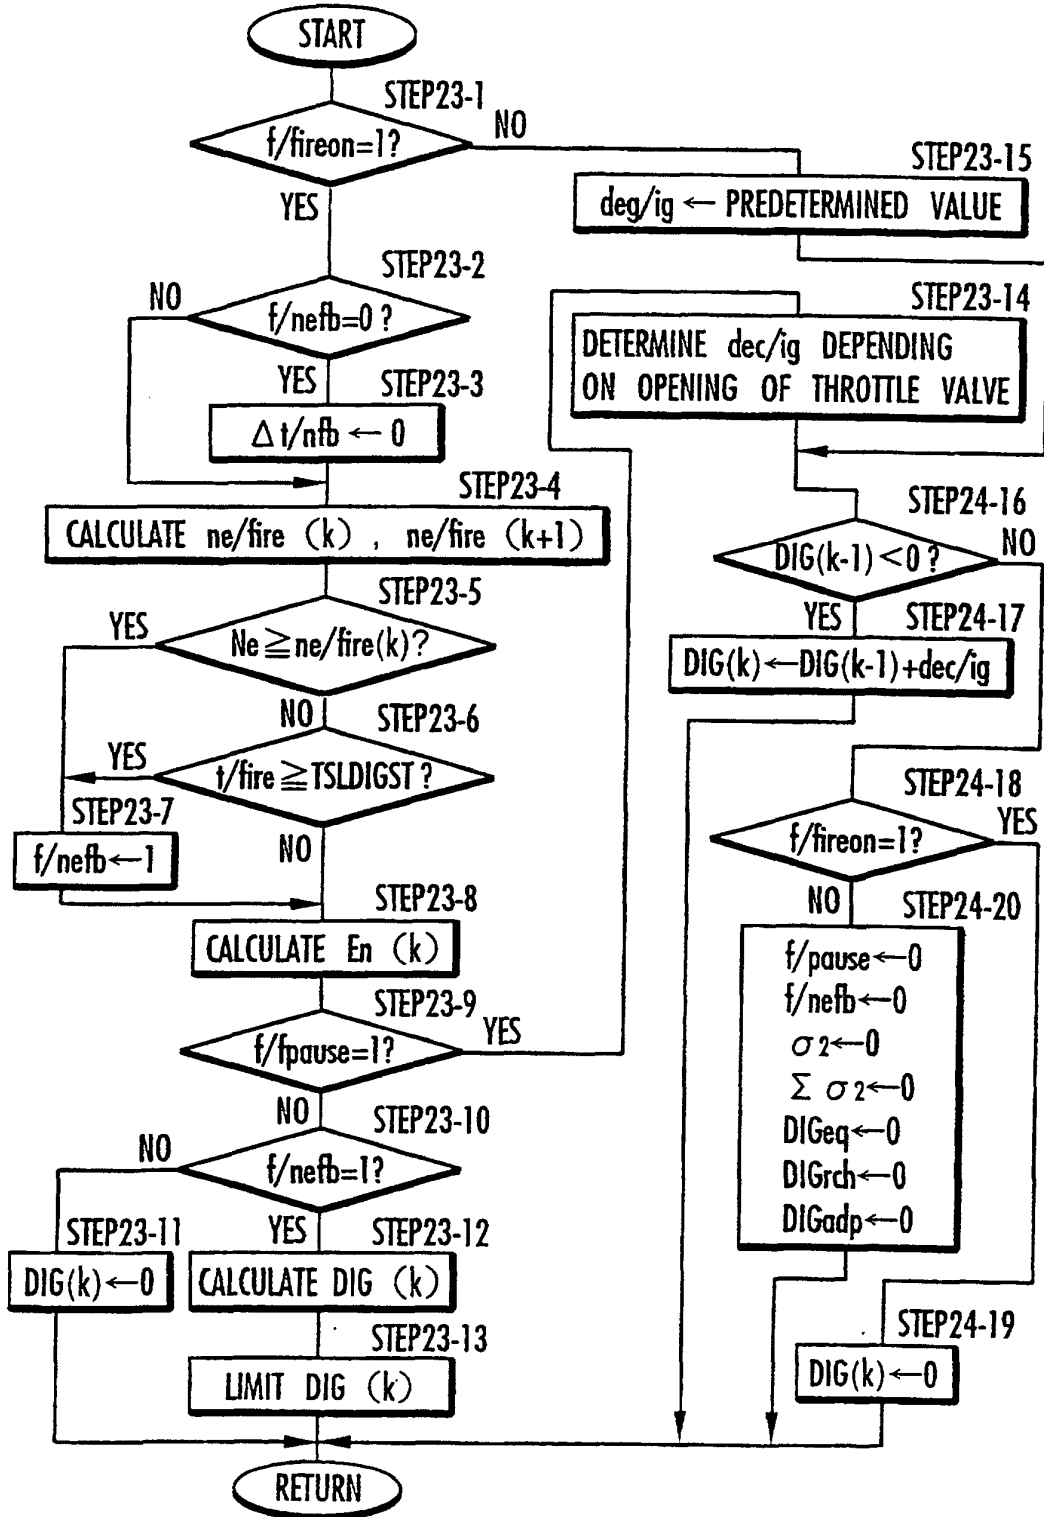 START
STEP23-1
f/fireon=1?
NO
YES
STEP23-15
deg/ig ← PREDETERMINED VALUE
STEP23-2
NO
f/nefb=0 ?
YES
STEP23-3
Δt/nfb ← 0
STEP23-14
DETERMINE dec/ig DEPENDING
ON OPENING OF THROTTLE VALVE
STEP23-4
CALCULATE ne/fire (k) , ne/fire (k+1)
STEP23-5
YES
Ne ≧ ne/fire(k) ?
NO
STEP23-6
YES
t/fire ≧ TSLDIGST ?
STEP23-7
NO
f/nefb←1
STEP23-8
CALCULATE En (k)
STEP23-9
YES
f/fpause=1?
NO
STEP23-10
NO
f/nefb=1?
STEP23-11
YES
STEP23-12
DIG(k)←0
CALCULATE DIG (k)
STEP23-13
LIMIT DIG (k)
RETURN
STEP24-16
NO
DIG(k-1) <0 ?
YES
STEP24-17
DIG(k)←DIG(k-1)+dec/ig
STEP24-18
YES
f/fireon=1?
NO
STEP24-20
f/pause←0
f/nefb←0
σ2←0
Σ σ2←0
DIGeq←0
DIGrch←0
DIGadp←0
STEP24-19
DIG(k)←0